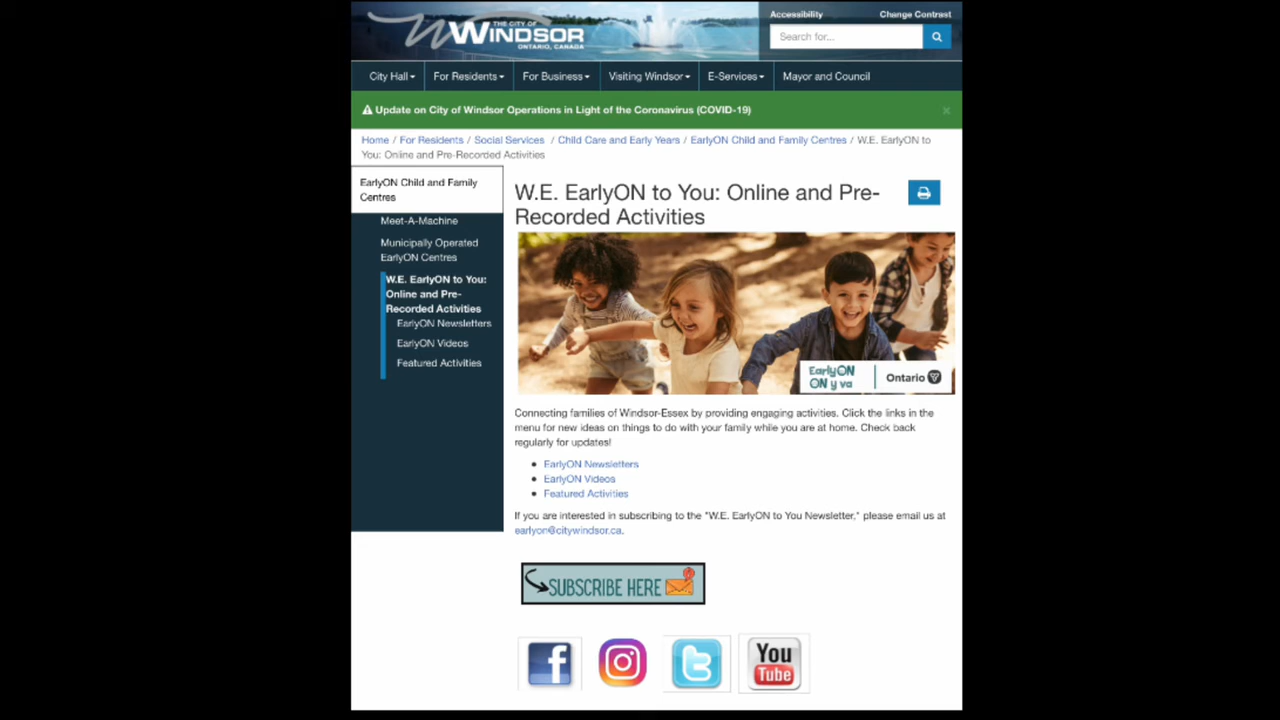 THE CITY OF
WINDSOR
ONTARIO, CANADA
Accessibility
Change Contrast
Search for...
City Hall
For Residents
For Business
Visiting Windsor
E-Services
Mayor and Council
Update on City of Windsor Operations in Light of the Coronavirus (COVID-19)
×
Home / For Residents / Social Services / Child Care and Early Years / EarlyON Child and Family Centres / W.E. EarlyON to
You: Online and Pre-Recorded Activities
EarlyON Child and Family
Centres
Meet-A-Machine
Municipally Operated
EarlyON Centres
W.E. EarlyON to You:
Online and Pre-
Recorded Activities
EarlyON Newsletters
EarlyON Videos
Featured Activities
W.E. EarlyON to You: Online and Pre-
Recorded Activities
EarlyON
ON y va
Ontario
Connecting families of Windsor-Essex by providing engaging activities. Click the links in the
menu for new ideas on things to do with your family while you are at home. Check back
regularly for updates!
• EarlyON Newsletters
• EarlyON Videos
• Featured Activities
If you are interested in subscribing to the "W.E. EarlyON to You Newsletter," please email us at
earlyon@citywindsor.ca.
SUBSCRIBE HERE
f
t
You
Tube